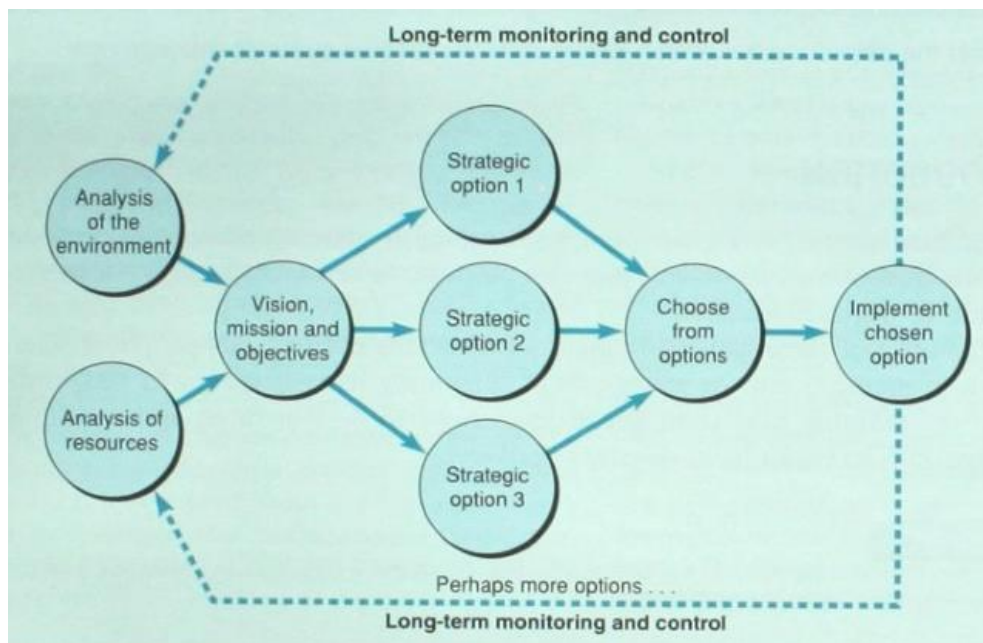 Long-term monitoring and control
Analysis
of the
environment
Analysis of
resources
Vision,
mission and
objectives
Strategic
option 1
Strategic
option 2
Strategic
option 3
Perhaps more options . . .
Choose
from
options
Implement
chosen
option
Long-term monitoring and control